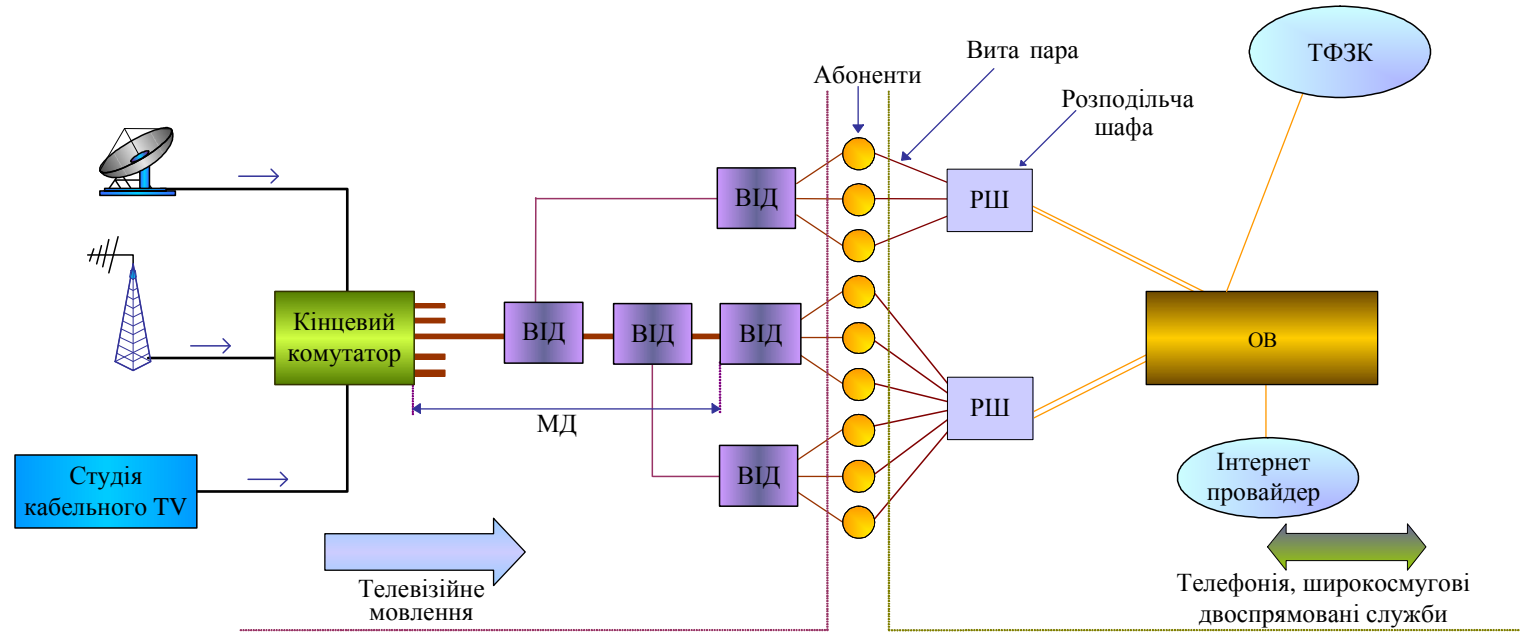 ТФЗК
Вита пара
Абоненти
Розподільча
шафа
ВІД
РШ
Кінцевий
комутатор
ВІД
ВІД
ВІД
ОВ
РШ
МД
Студія
кабельного TV
ВІД
Інтернет
провайдер
Телевізійне
мовлення
Телефонія, широкосмугові
двоспрямовані служби